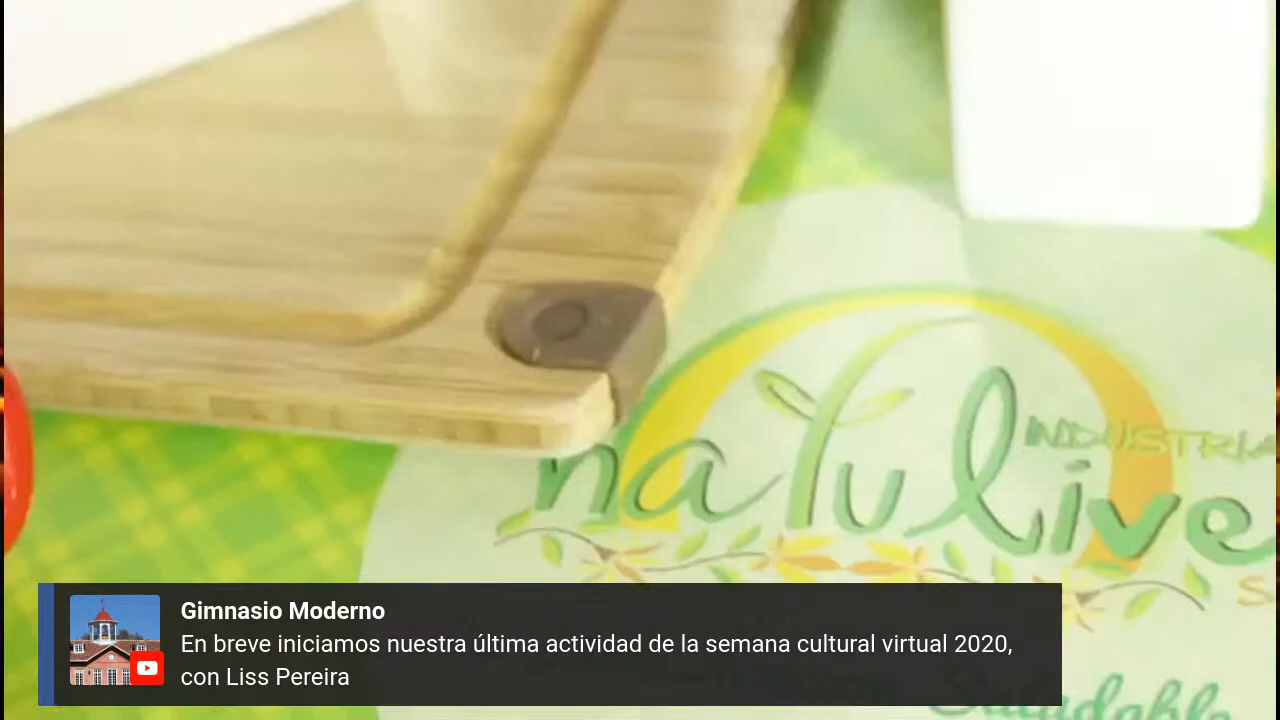 INDUSTRIA
natulive
Gimnasio Moderno
En breve iniciamos nuestra última actividad de la semana cultural virtual 2020,
con Liss Pereira
Saludable